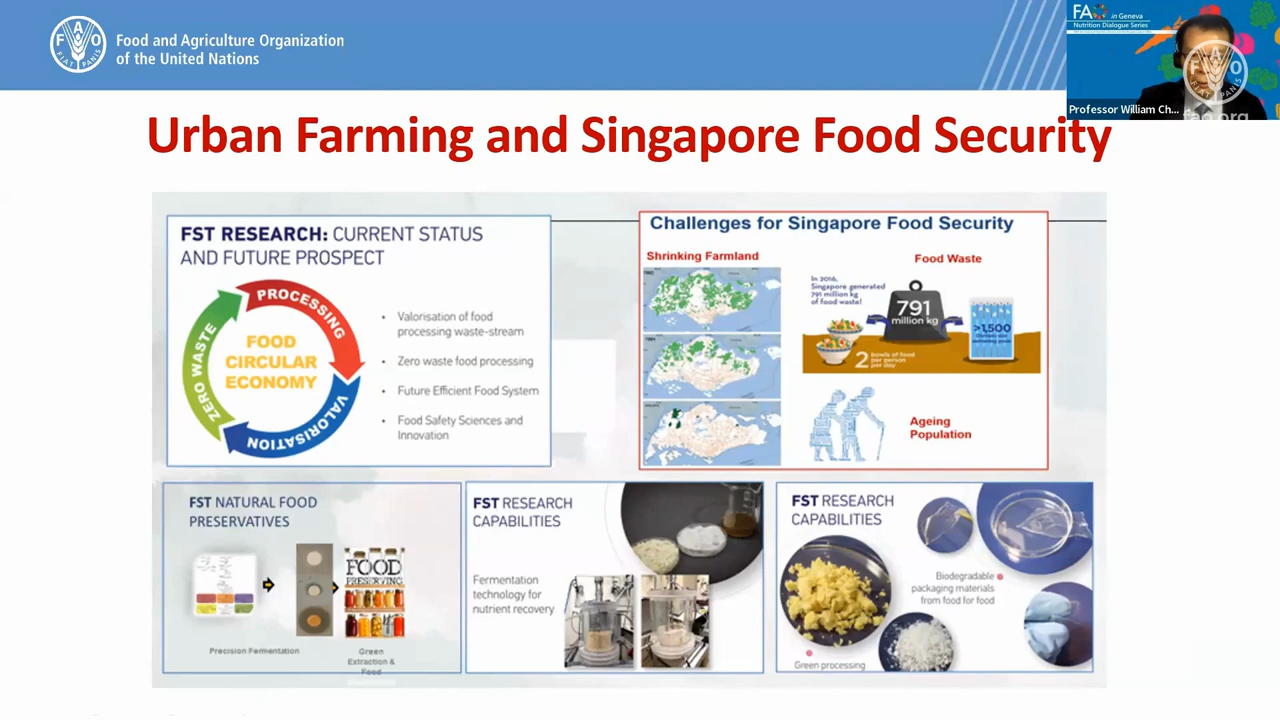 Food and Agriculture Organization
of the United Nations
FAO in Geneva
Nutrition Dialogue Series
Professor William Ch...
fao.org
Urban Farming and Singapore Food Security
FST RESEARCH: CURRENT STATUS
AND FUTURE PROSPECT
PROCESSING
VALORISATION
ZERO WASTE
FOOD
CIRCULAR
ECONOMY
• Valorisation of food
processing waste-stream
• Zero waste food processing
• Future Efficient Food System
• Food Safety Sciences and
Innovation
Challenges for Singapore Food Security
Shrinking Farmland
Food Waste
In 2016,
Singapore generated
791 million kg
of food waste!
791
million kg
>1,500
2 bowls of food
per person
per day
Ageing
Population
FST NATURAL FOOD
PRESERVATIVES
FOOD
PRESERVING
Precision Fermentation
Green
Extraction &
Food
FST RESEARCH
CAPABILITIES
Fermentation
technology for
nutrient recovery
FST RESEARCH
CAPABILITIES
Biodegradable
packaging materials
from food for food
Green processing